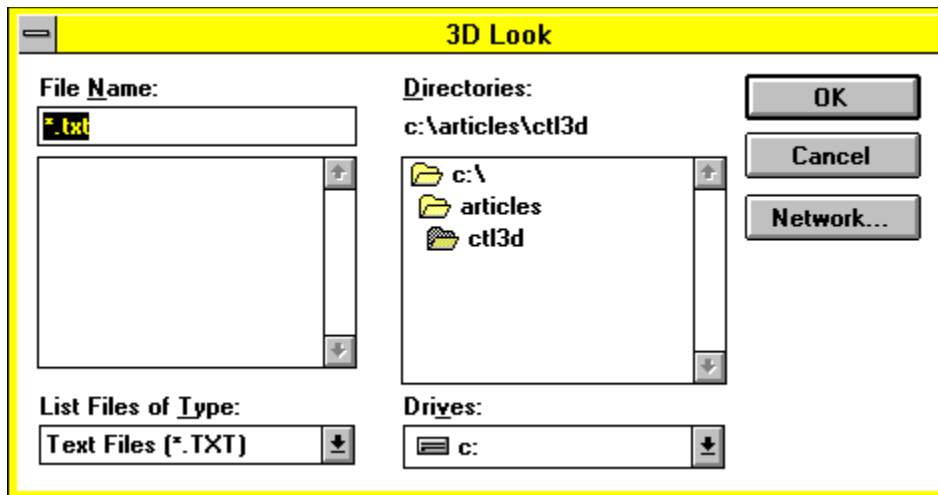 3D Look
File Name:
*.txt
List Files of Type:
Text Files (*.TXT)
Directories:
c:\articles\ctl3d
c:\
articles
ctl3d
Drives:
c:
OK
Cancel
Network...